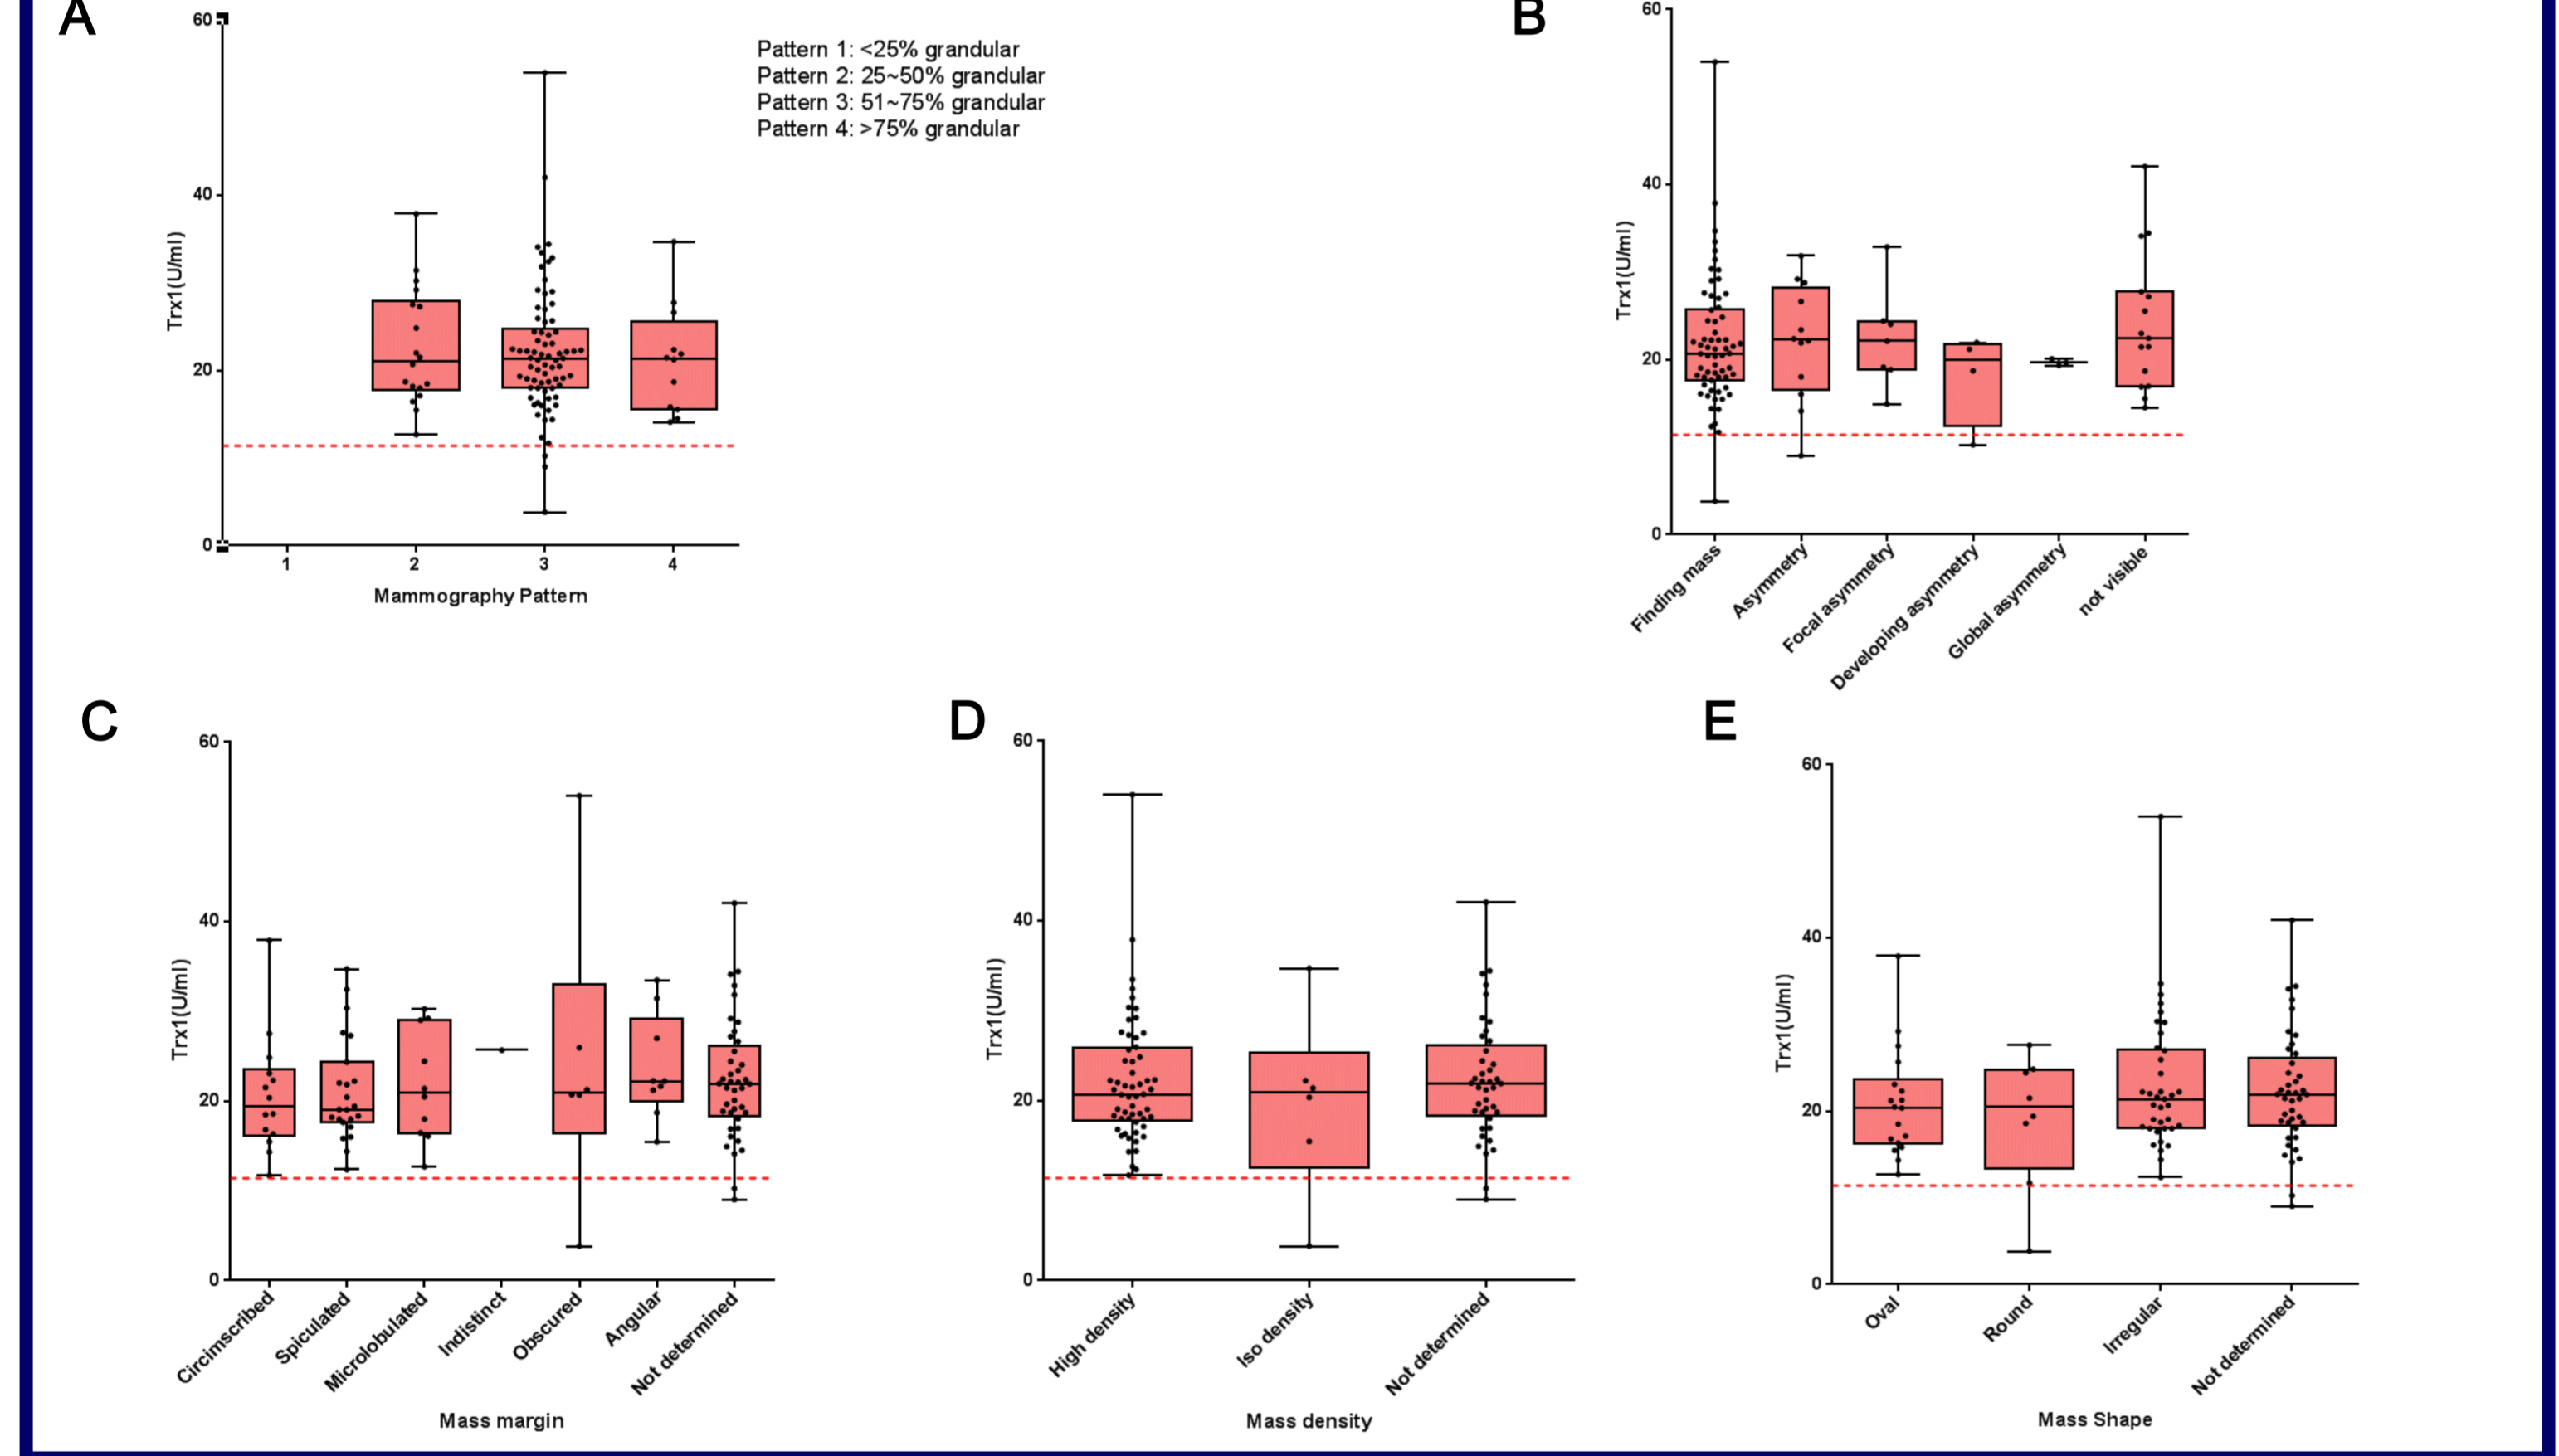 A
60
40
20
0
Trx1(U/ml)
1 2 3 4
Mammography Pattern
Pattern 1: <25% grandular
Pattern 2: 25~50% grandular
Pattern 3: 51~75% grandular
Pattern 4: >75% grandular
B
60
40
20
0
Trx1(U/ml)
Finding mass
Asymmetry
Focal asymmetry
Developing asymmetry
Global asymmetry
not visible
C
60
40
20
0
Trx1(U/ml)
Circimscribed
Spiculated
Microlobulated
Indistinct
Obscured
Angular
Not determined
Mass margin
D
60
40
20
0
Trx1(U/ml)
High density
Iso density
Not determined
Mass density
E
60
40
20
0
Trx1(U/ml)
Oval
Round
Irregular
Not determined
Mass Shape